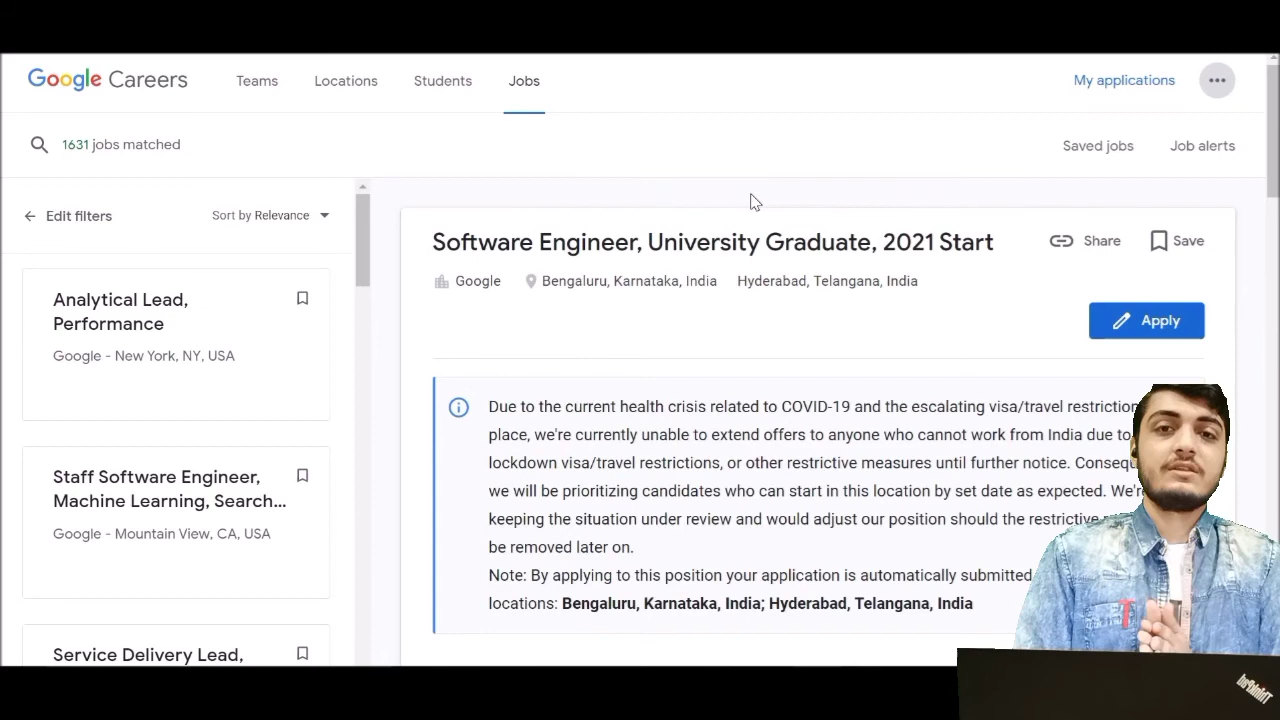 Google Careers
Teams
Locations
Students
Jobs
My applications
1631 jobs matched
Saved jobs
Job alerts
Edit filters
Sort by Relevance
Analytical Lead,
Performance
Google - New York, NY, USA
Staff Software Engineer,
Machine Learning, Search...
Google - Mountain View, CA, USA
Service Delivery Lead,
Software Engineer, University Graduate, 2021 Start
Share
Save
Google
Bengaluru, Karnataka, India
Hyderabad, Telangana, India
Apply
Due to the current health crisis related to COVID-19 and the escalating visa/travel
place, we're currently unable to extend offers to anyone who cannot work from India due to
lockdown visa/travel restrictions, or other restrictive measures until further notice.
we will be prioritizing candidates who can start in this location by set date as expected.
keeping the situation under review and would adjust our position should the restrictive
be removed later on.
Note: By applying to this position your application is automatically submitted
locations: Bengaluru, Karnataka, India; Hyderabad, Telangana, India
ThinkPad